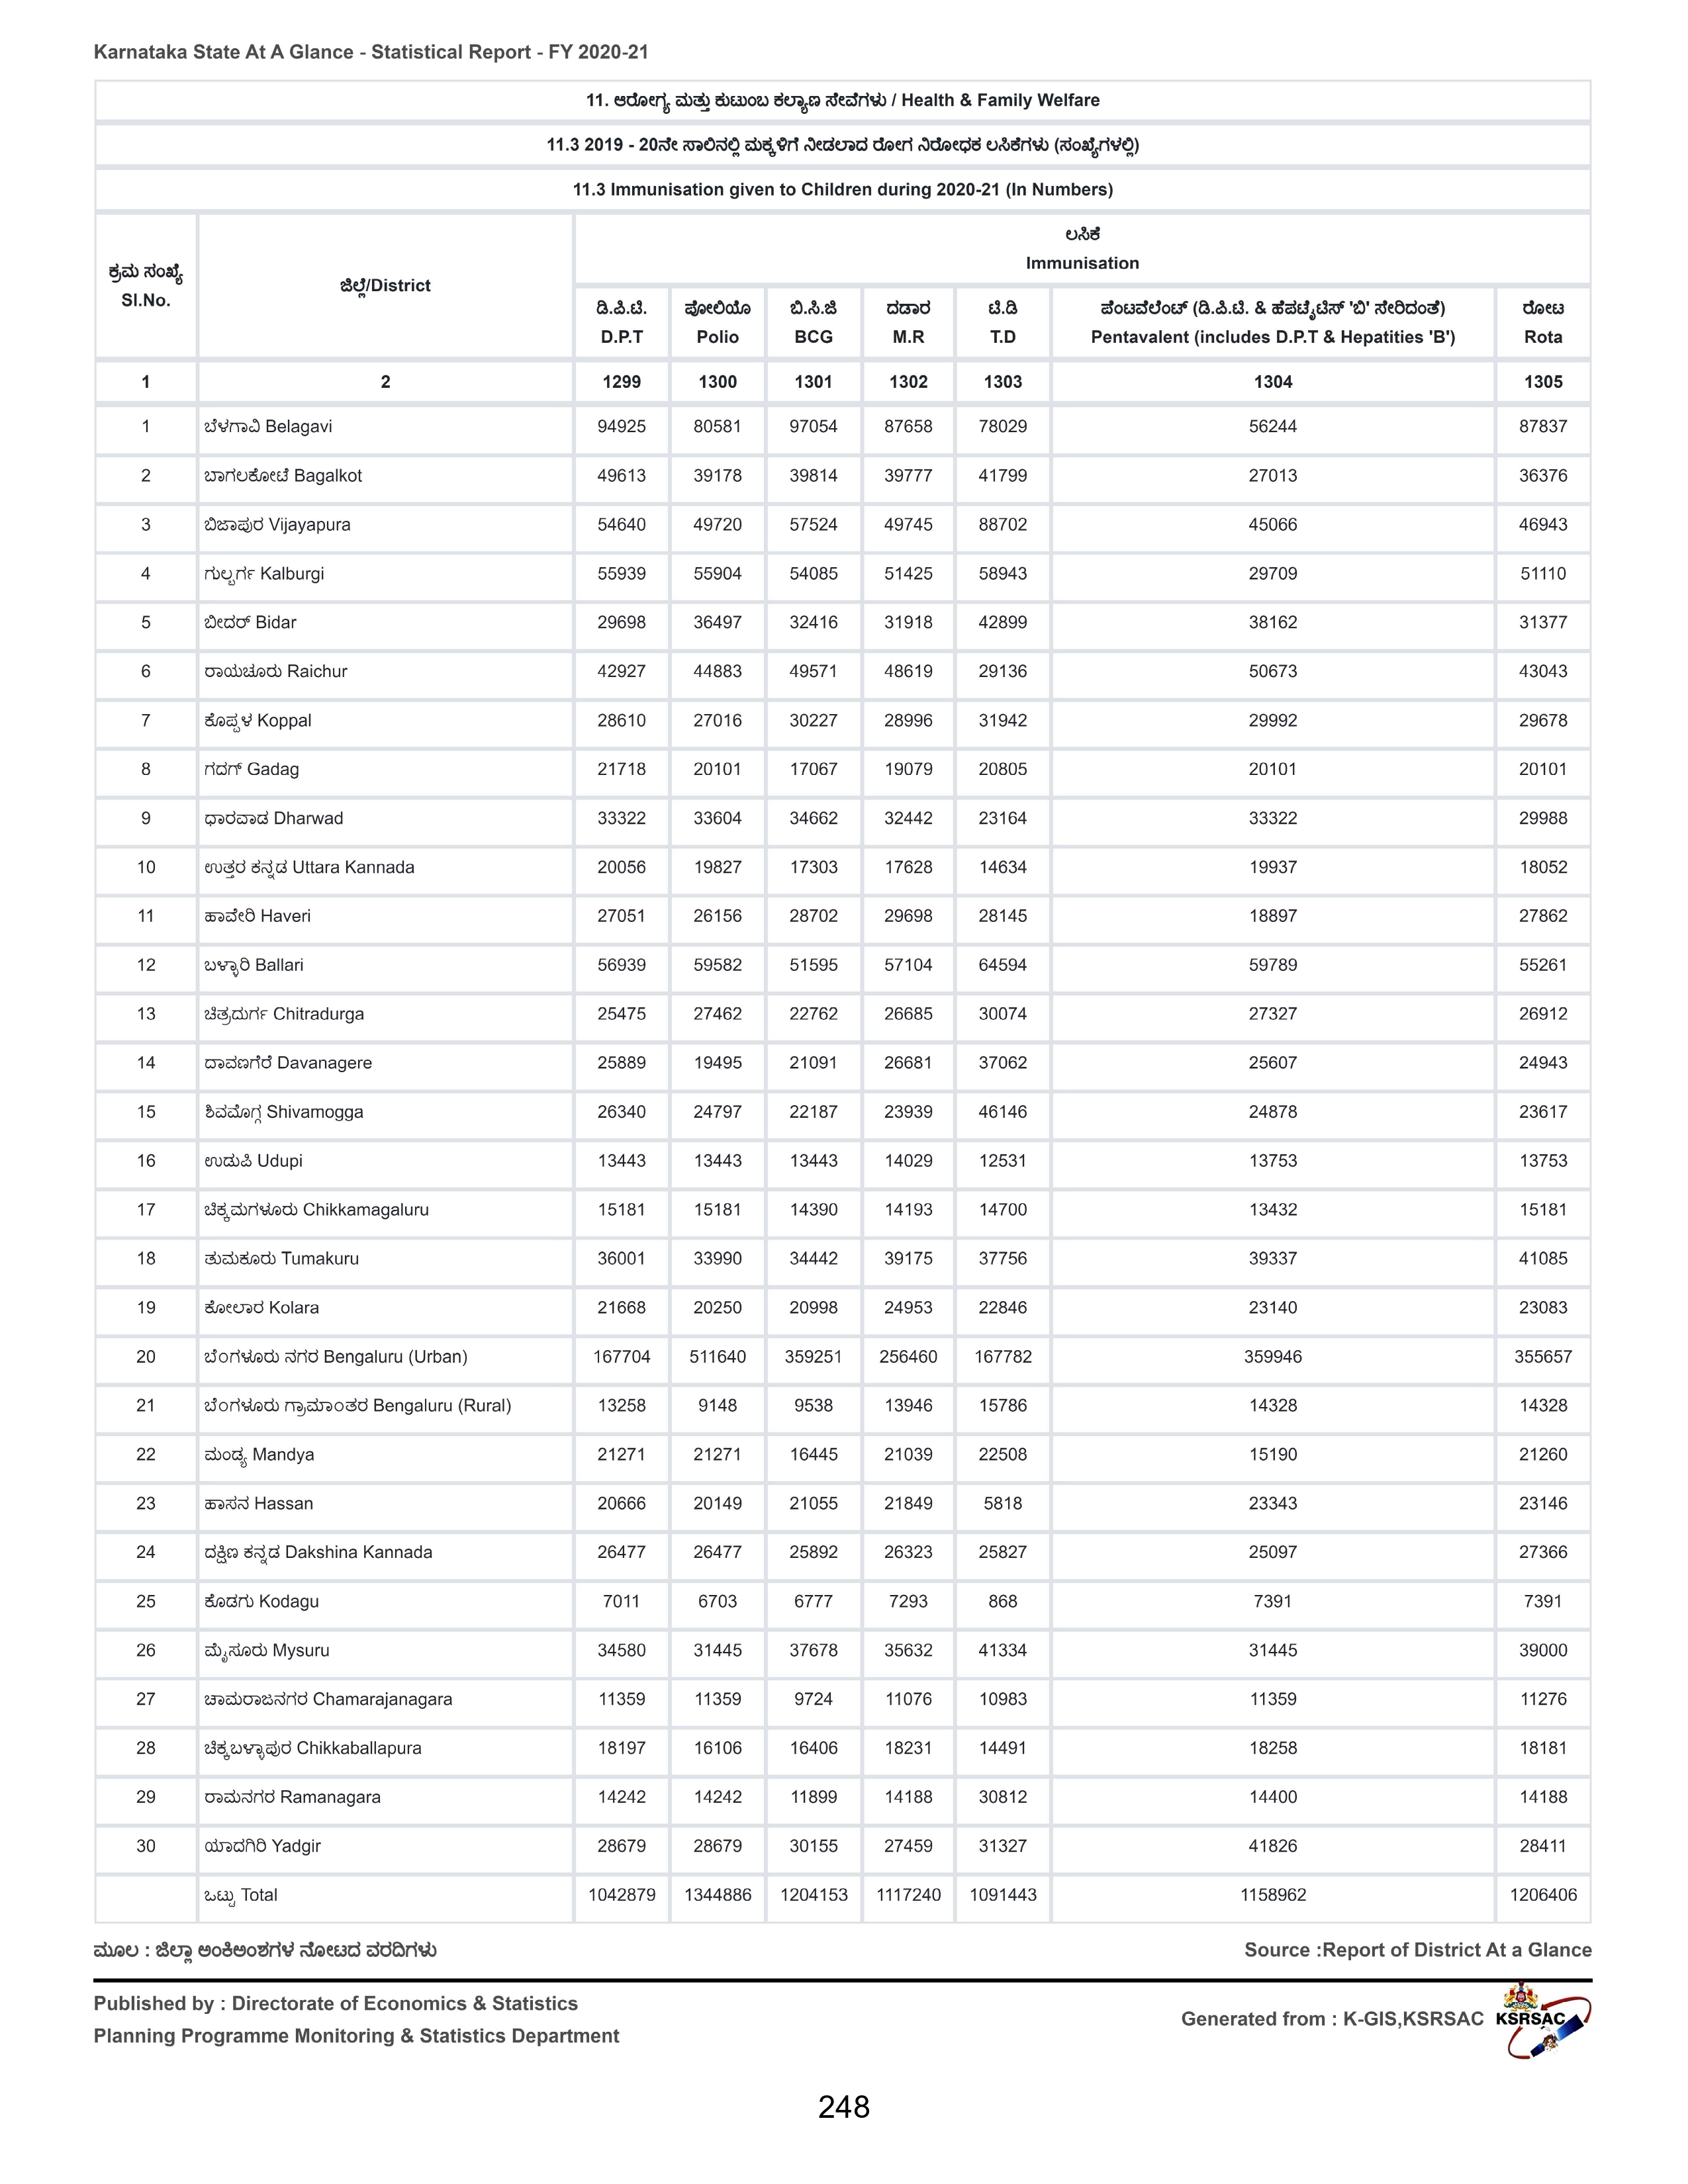 Karnataka State At A Glance - Statistical Report - FY 2020-21
11. ಆರೋಗ್ಯ ಮತ್ತು ಕುಟುಂಬ ಕಲ್ಯಾಣ ಸೇವೆಗಳು / Health & Family Welfare
11.3 2019 - 20ನೇ ಸಾಲಿನಲ್ಲಿ ಮಕ್ಕಳಿಗೆ ನೀಡಲಾದ ರೋಗ ನಿರೋಧಕ ಲಸಿಕೆಗಳು (ಸಂಖ್ಯೆಗಳಲ್ಲಿ)
11.3 Immunisation given to Children during 2020-21 (In Numbers)
ಕ್ರಮ ಸಂಖ್ಯೆ
Sl.No.
ಜಿಲ್ಲೆ/District
ಲಸಿಕೆ
Immunisation
ಡಿ.ಪಿ.ಟಿ. ಪೋಲಿಯೊ ಬಿ.ಸಿ.ಜಿ ದಡಾರ ಟಿ.ಡಿ ಪೆಂಟವೆಲೆಂಟ್ (ಡಿ.ಪಿ.ಟಿ. & ಹೆಪಟೈಟಿಸ್ 'ಬಿ' ಸೇರಿದಂತೆ) ರೋಟ
D.P.T Polio BCG M.R T.D Pentavalent (includes D.P.T & Hepatities 'B') Rota
1 2 1299 1300 1301 1302 1303 1304 1305
1 ಬೆಳಗಾವಿ Belagavi 94925 80581 97054 87658 78029 56244 87837
2 ಬಾಗಲಕೋಟೆ Bagalkot 49613 39178 39814 39777 41799 27013 36376
3 ಬಿಜಾಪುರ Vijayapura 54640 49720 57524 49745 88702 45066 46943
4 ಗುಲ್ಬರ್ಗ Kalburgi 55939 55904 54085 51425 58943 29709 51110
5 ಬೀದರ್ Bidar 29698 36497 32416 31918 42899 38162 31377
6 ರಾಯಚೂರು Raichur 42927 44883 49571 48619 29136 50673 43043
7 ಕೊಪ್ಪಳ Koppal 28610 27016 30227 28996 31942 29992 29678
8 ಗದಗ್ Gadag 21718 20101 17067 19079 20805 20101 20101
9 ಧಾರವಾಡ Dharwad 33322 33604 34662 32442 23164 33322 29988
10 ಉತ್ತರ ಕನ್ನಡ Uttara Kannada 20056 19827 17303 17628 14634 19937 18052
11 ಹಾವೇರಿ Haveri 27051 26156 28702 29698 28145 18897 27862
12 ಬಳ್ಳಾರಿ Ballari 56939 59582 51595 57104 64594 59789 55261
13 ಚಿತ್ರದುರ್ಗ Chitradurga 25475 27462 22762 26685 30074 27327 26912
14 ದಾವಣಗೆರೆ Davanagere 25889 19495 21091 26681 37062 25607 24943
15 ಶಿವಮೊಗ್ಗ Shivamogga 26340 24797 22187 23939 46146 24878 23617
16 ಉಡುಪಿ Udupi 13443 13443 13443 14029 12531 13753 13753
17 ಚಿಕ್ಕಮಗಳೂರು Chikkamagaluru 15181 15181 14390 14193 14700 13432 15181
18 ತುಮಕೂರು Tumakuru 36001 33990 34442 39175 37756 39337 41085
19 ಕೋಲಾರ Kolara 21668 20250 20998 24953 22846 23140 23083
20 ಬೆಂಗಳೂರು ನಗರ Bengaluru (Urban) 167704 511640 359251 256460 167782 359946 355657
21 ಬೆಂಗಳೂರು ಗ್ರಾಮಾಂತರ Bengaluru (Rural) 13258 9148 9538 13946 15786 14328 14328
22 ಮಂಡ್ಯ Mandya 21271 21271 16445 21039 22508 15190 21260
23 ಹಾಸನ Hassan 20666 20149 21055 21849 5818 23343 23146
24 ದಕ್ಷಿಣ ಕನ್ನಡ Dakshina Kannada 26477 26477 25892 26323 25827 25097 27366
25 ಕೊಡಗು Kodagu 7011 6703 6777 7293 868 7391 7391
26 ಮೈಸೂರು Mysuru 34580 31445 37678 35632 41334 31445 39000
27 ಚಾಮರಾಜನಗರ Chamarajanagara 11359 11359 9724 11076 10983 11359 11276
28 ಚಿಕ್ಕಬಳ್ಳಾಪುರ Chikkaballapura 18197 16106 16406 18231 14491 18258 18181
29 ರಾಮನಗರ Ramanagara 14242 14242 11899 14188 30812 14400 14188
30 ಯಾದಗಿರಿ Yadgir 28679 28679 30155 27459 31327 41826 28411
ಒಟ್ಟು Total 1042879 1344886 1204153 1117240 1091443 1158962 1206406
ಮೂಲ : ಜಿಲ್ಲಾ ಅಂಕಿಅಂಶಗಳ ನೋಟದ ವರದಿಗಳು Source :Report of District At a Glance
Published by : Directorate of Economics & Statistics
Planning Programme Monitoring & Statistics Department
Generated from : K-GIS,KSRSAC KSRSAC
248